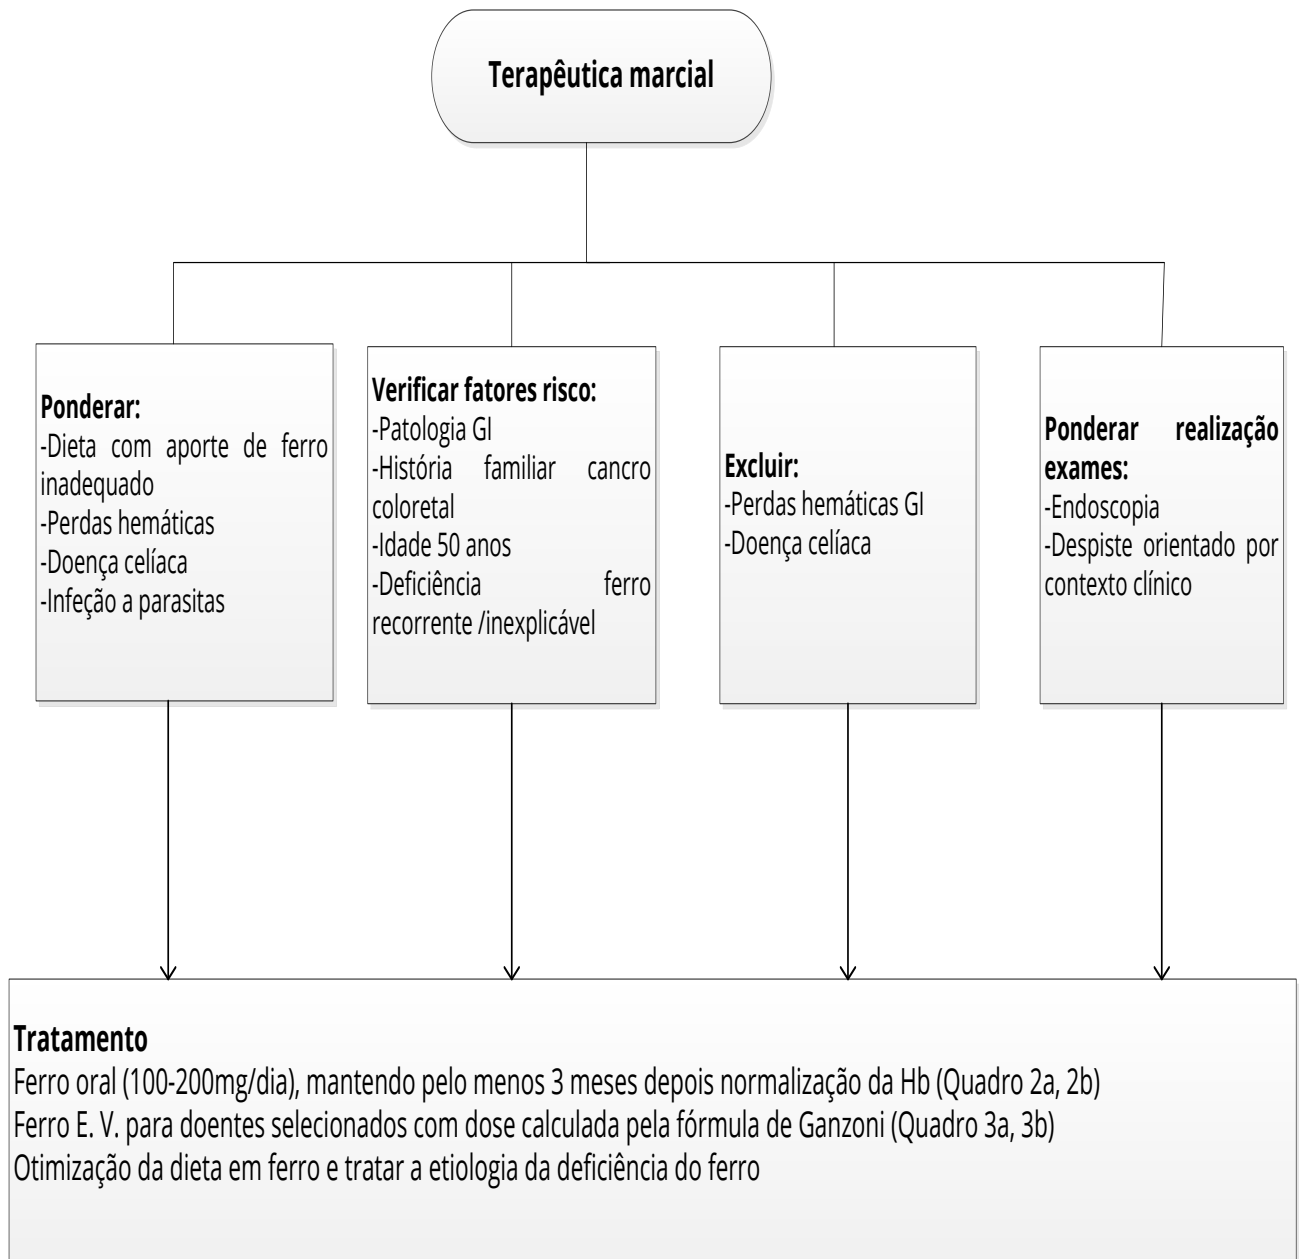 Terapêutica marcial
Ponderar:
-Dieta com aporte de ferro
inadequado
-Perdas hemáticas
-Doença celíaca
-Infeção a parasitas
Verificar fatores risco:
-Patologia GI
-História familiar cancro
coloretal
-Idade 50 anos
-Deficiência ferro
recorrente /inexplicável
Excluir:
-Perdas hemáticas GI
-Doença celíaca
Ponderar realização
exames:
-Endoscopia
-Despiste orientado por
contexto clínico
Tratamento
Ferro oral (100-200mg/dia), mantendo pelo menos 3 meses depois normalização da Hb (Quadro 2a, 2b)
Ferro E. V. para doentes selecionados com dose calculada pela fórmula de Ganzoni (Quadro 3a, 3b)
Otimização da dieta em ferro e tratar a etiologia da deficiência do ferro